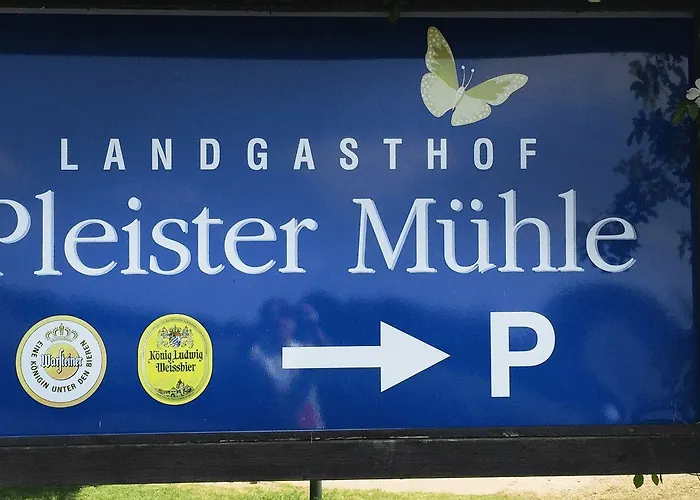 LANDGASTHOF
Pleister Mühle
Warsteiner
EINE KÖNIGIN UNTER DEN BIEREN
König Ludwig
Weissbier
P